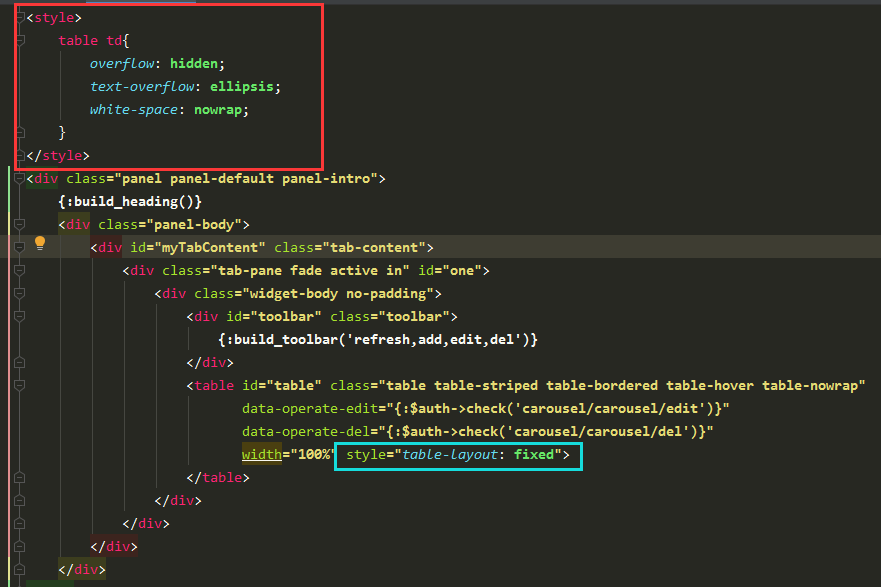 <style>
table td{
overflow: hidden;
text-overflow: ellipsis;
white-space: nowrap;
}
</style>
<div class="panel panel-default panel-intro">
{:build_heading()}
<div class="panel-body">
<div id="myTabContent" class="tab-content">
<div class="tab-pane fade active in" id="one">
<div class="widget-body no-padding">
<div id="toolbar" class="toolbar">
{:build_toolbar('refresh,add,edit,del')}
</div>
<table id="table" class="table table-striped table-bordered table-hover table-nowrap"
data-operate-edit="{:$auth->check('carousel/carousel/edit')}"
data-operate-del="{:$auth->check('carousel/carousel/del')}"
width="100%" style="table-layout: fixed">
</table>
</div>
</div>
</div>
</div>